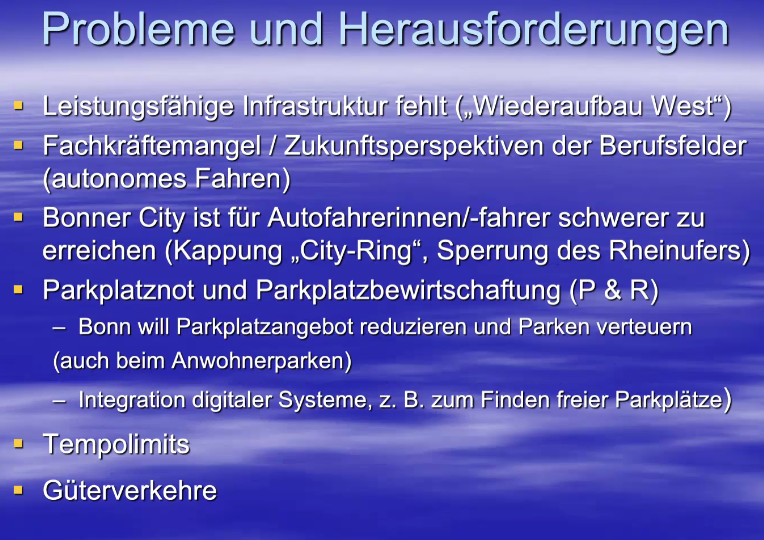 Probleme und Herausforderungen
▪ Leistungsfähige Infrastruktur fehlt („Wiederaufbau West“)
▪ Fachkräftemangel / Zukunftsperspektiven der Berufsfelder
(autonomes Fahren)
▪ Bonner City ist für Autofahrerinnen/-fahrer schwerer zu
erreichen (Kappung „City-Ring“, Sperrung des Rheinufers)
▪ Parkplatznot und Parkplatzbewirtschaftung (P & R)
– Bonn will Parkplatzangebot reduzieren und Parken verteuern
(auch beim Anwohnerparken)
– Integration digitaler Systeme, z. B. zum Finden freier Parkplätze)
▪ Tempolimits
▪ Güterverkehre